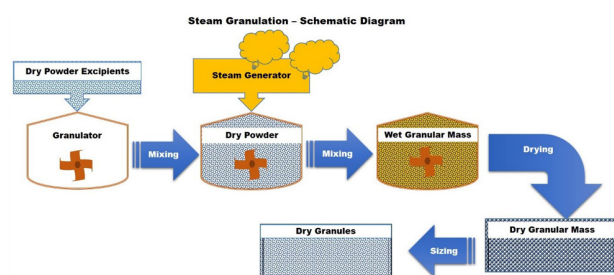 Steam Granulation – Schematic Diagram
Dry Powder Excipients
Steam Generator
Granulator
Mixing
Dry Powder
Mixing
Wet Granular Mass
Drying
Dry Granules
Sizing
Dry Granular Mass